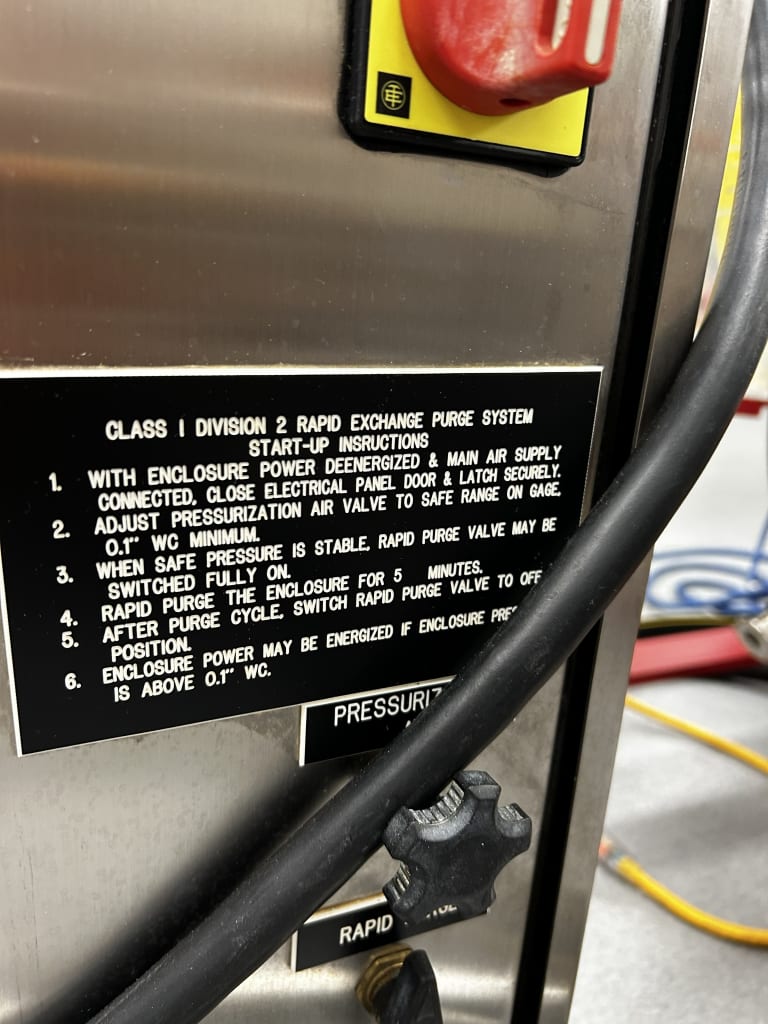 CLASS I DIVISION 2 RAPID EXCHANGE PURGE SYSTEM
START-UP INSRUCTIONS
1. WITH ENCLOSURE POWER DEENERGIZED & MAIN AIR SUPPLY
CONNECTED, CLOSE ELECTRICAL PANEL DOOR & LATCH SECURELY.
2. ADJUST PRESSURIZATION AIR VALVE TO SAFE RANGE ON GAGE,
0.1" WC MINIMUM.
3. WHEN SAFE PRESSURE IS STABLE, RAPID PURGE VALVE MAY BE
SWITCHED FULLY ON.
4. RAPID PURGE THE ENCLOSURE FOR 5 MINUTES.
5. AFTER PURGE CYCLE, SWITCH RAPID PURGE VALVE TO OFF
POSITION.
6. ENCLOSURE POWER MAY BE ENERGIZED IF ENCLOSURE
IS ABOVE 0.1" WC.
RAPID